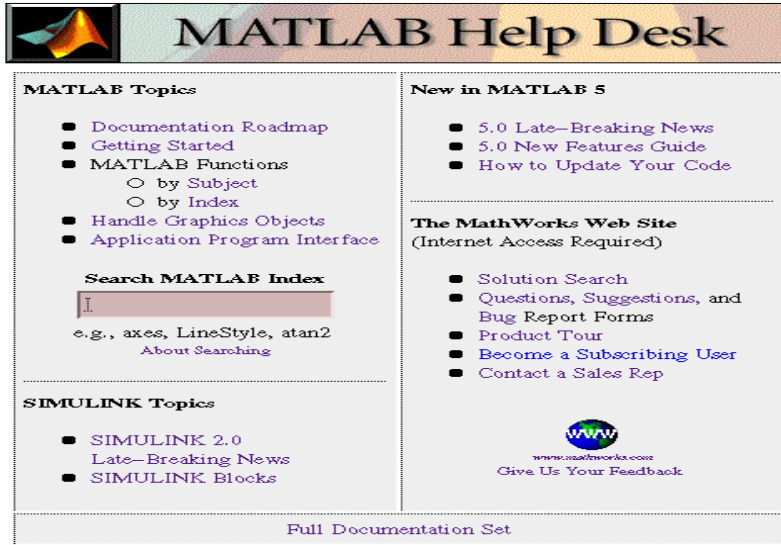 MATLAB Help Desk
MATLAB Topics
Documentation Roadmap
Getting Started
MATLAB Functions
by Subject
by Index
Handle Graphics Objects
Application Program Interface
Search MATLAB Index
e.g., axes, LineStyle, atan2
About Searching
SIMULINK Topics
SIMULINK 2.0
Late–Breaking News
SIMULINK Blocks
New in MATLAB 5
5.0 Late–Breaking News
5.0 New Features Guide
How to Update Your Code
The MathWorks Web Site
(Internet Access Required)
Solution Search
Questions, Suggestions, and
Bug Report Forms
Product Tour
Become a Subscribing User
Contact a Sales Rep
www
www.mathworks.com
Give Us Your Feedback
Full Documentation Set